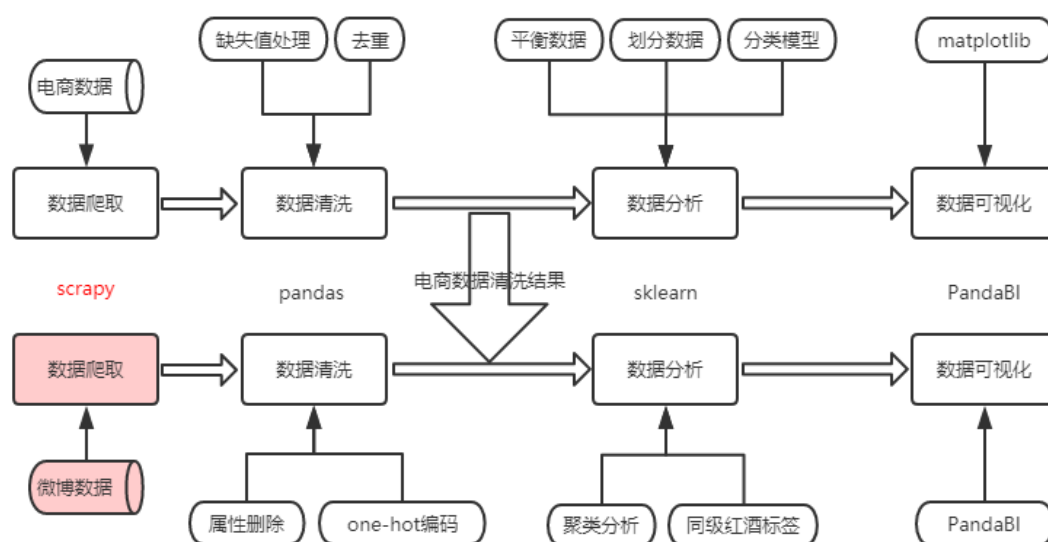 缺失值处理
去重
平衡数据
划分数据
分类模型
matplotlib
电商数据
数据爬取
数据清洗
数据分析
数据可视化
电商数据清洗结果
scrapy
pandas
sklearn
PandaBI
数据爬取
数据清洗
数据分析
数据可视化
微博数据
属性删除
one-hot编码
聚类分析
同级红酒标签
PandaBI